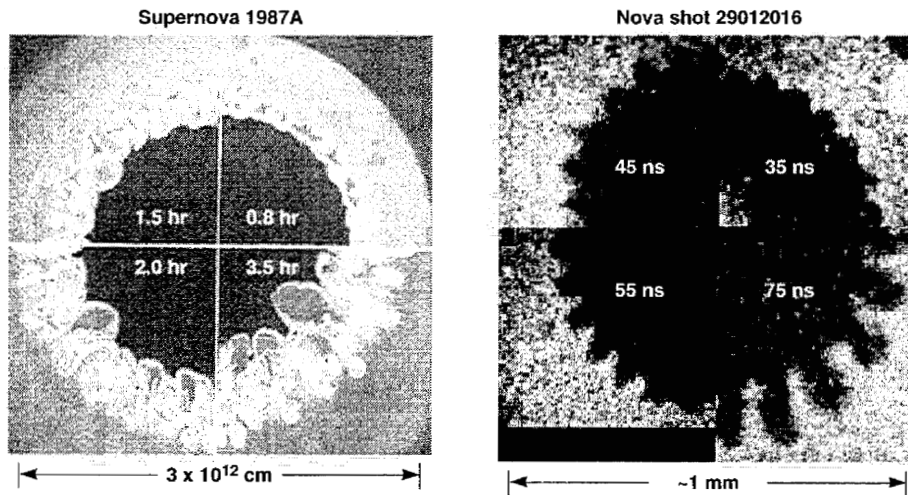 Supernova 1987A
1.5 hr
0.8 hr
2.0 hr
3.5 hr
3 x 10¹² cm
Nova shot 29012016
45 ns
35 ns
55 ns
75 ns
~1 mm